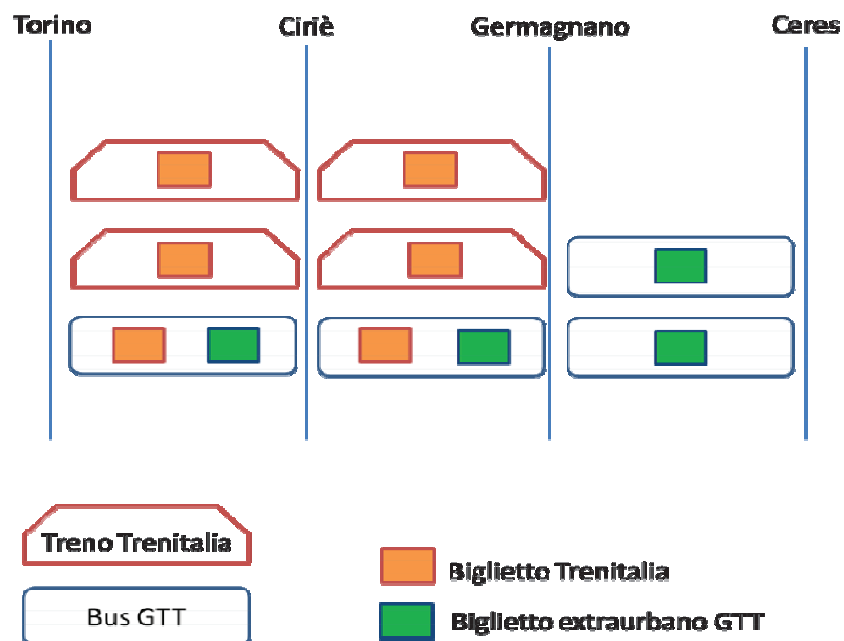 Torino Ciriè Germagnano Ceres
Treno Trenitalia
Bus GTT
Biglietto Trenitalia
Biglietto extraurbano GTT